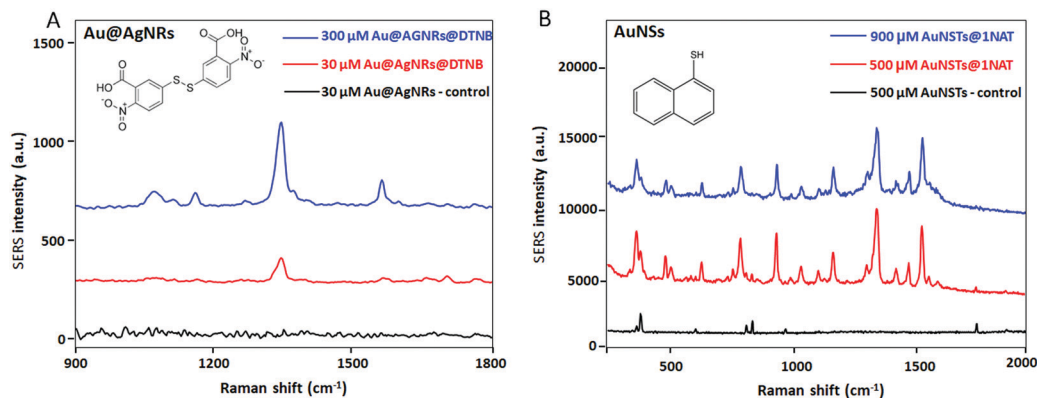 A
Au@AgNRs
300 µM Au@AGNRs@DTNB
30 µM Au@AgNRs@DTNB
30 µM Au@AgNRs - control
HO
O
S
S
O
OH
N⁺
O⁻
O
O⁻
N⁺
O
1500
1000
500
0
SERS intensity (a.u.)
900
1200
1500
1800
Raman shift (cm⁻¹)
B
AuNSs
900 µM AuNSTs@1NAT
500 µM AuNSTs@1NAT
500 µM AuNSTs - control
SH
20000
15000
10000
5000
0
SERS intensity (a.u.)
500
1000
1500
2000
Raman shift (cm⁻¹)